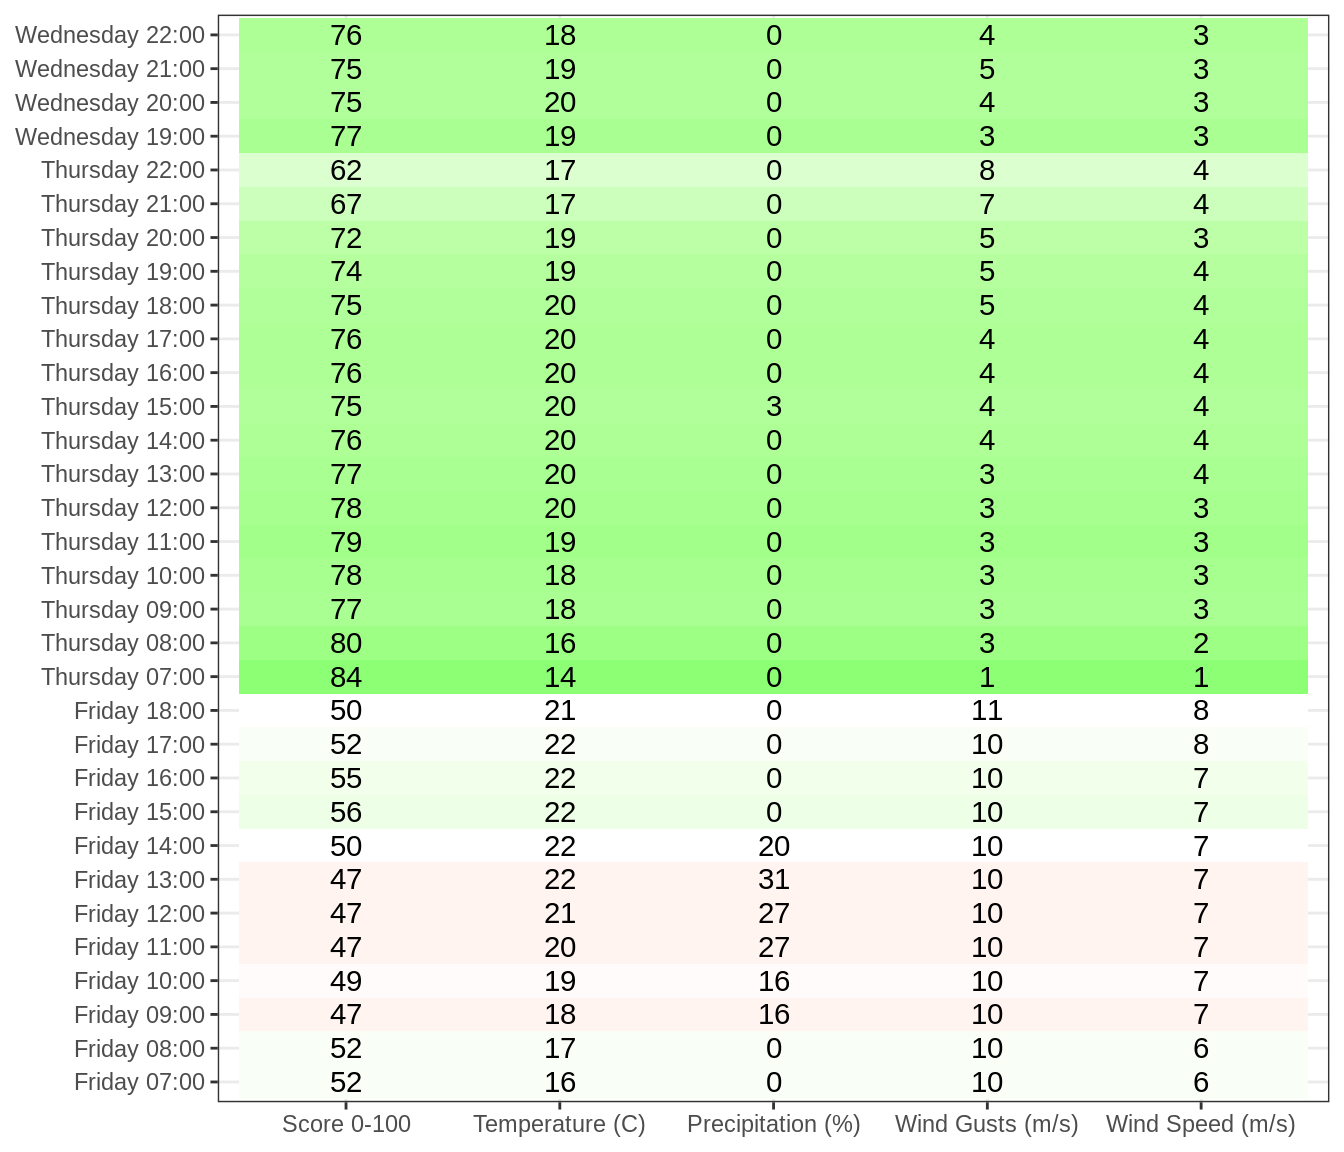 Wednesday 22:00 76 18 0 4 3
Wednesday 21:00 75 19 0 5 3
Wednesday 20:00 75 20 0 4 3
Wednesday 19:00 77 19 0 3 3
Thursday 22:00 62 17 0 8 4
Thursday 21:00 67 17 0 7 4
Thursday 20:00 72 19 0 5 3
Thursday 19:00 74 19 0 5 4
Thursday 18:00 75 20 0 5 4
Thursday 17:00 76 20 0 4 4
Thursday 16:00 76 20 0 4 4
Thursday 15:00 75 20 3 4 4
Thursday 14:00 76 20 0 4 4
Thursday 13:00 77 20 0 3 4
Thursday 12:00 78 20 0 3 3
Thursday 11:00 79 19 0 3 3
Thursday 10:00 78 18 0 3 3
Thursday 09:00 77 18 0 3 3
Thursday 08:00 80 16 0 3 2
Thursday 07:00 84 14 0 1 1
Friday 18:00 50 21 0 11 8
Friday 17:00 52 22 0 10 8
Friday 16:00 55 22 0 10 7
Friday 15:00 56 22 0 10 7
Friday 14:00 50 22 20 10 7
Friday 13:00 47 22 31 10 7
Friday 12:00 47 21 27 10 7
Friday 11:00 47 20 27 10 7
Friday 10:00 49 19 16 10 7
Friday 09:00 47 18 16 10 7
Friday 08:00 52 17 0 10 6
Friday 07:00 52 16 0 10 6
Score 0-100 Temperature (C) Precipitation (%) Wind Gusts (m/s) Wind Speed (m/s)